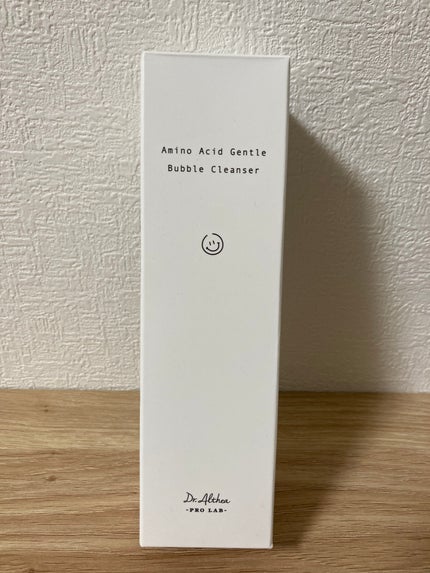 Amino Acid Gentle
Bubble Cleanser
Dr. Althea
-PRO LAB-